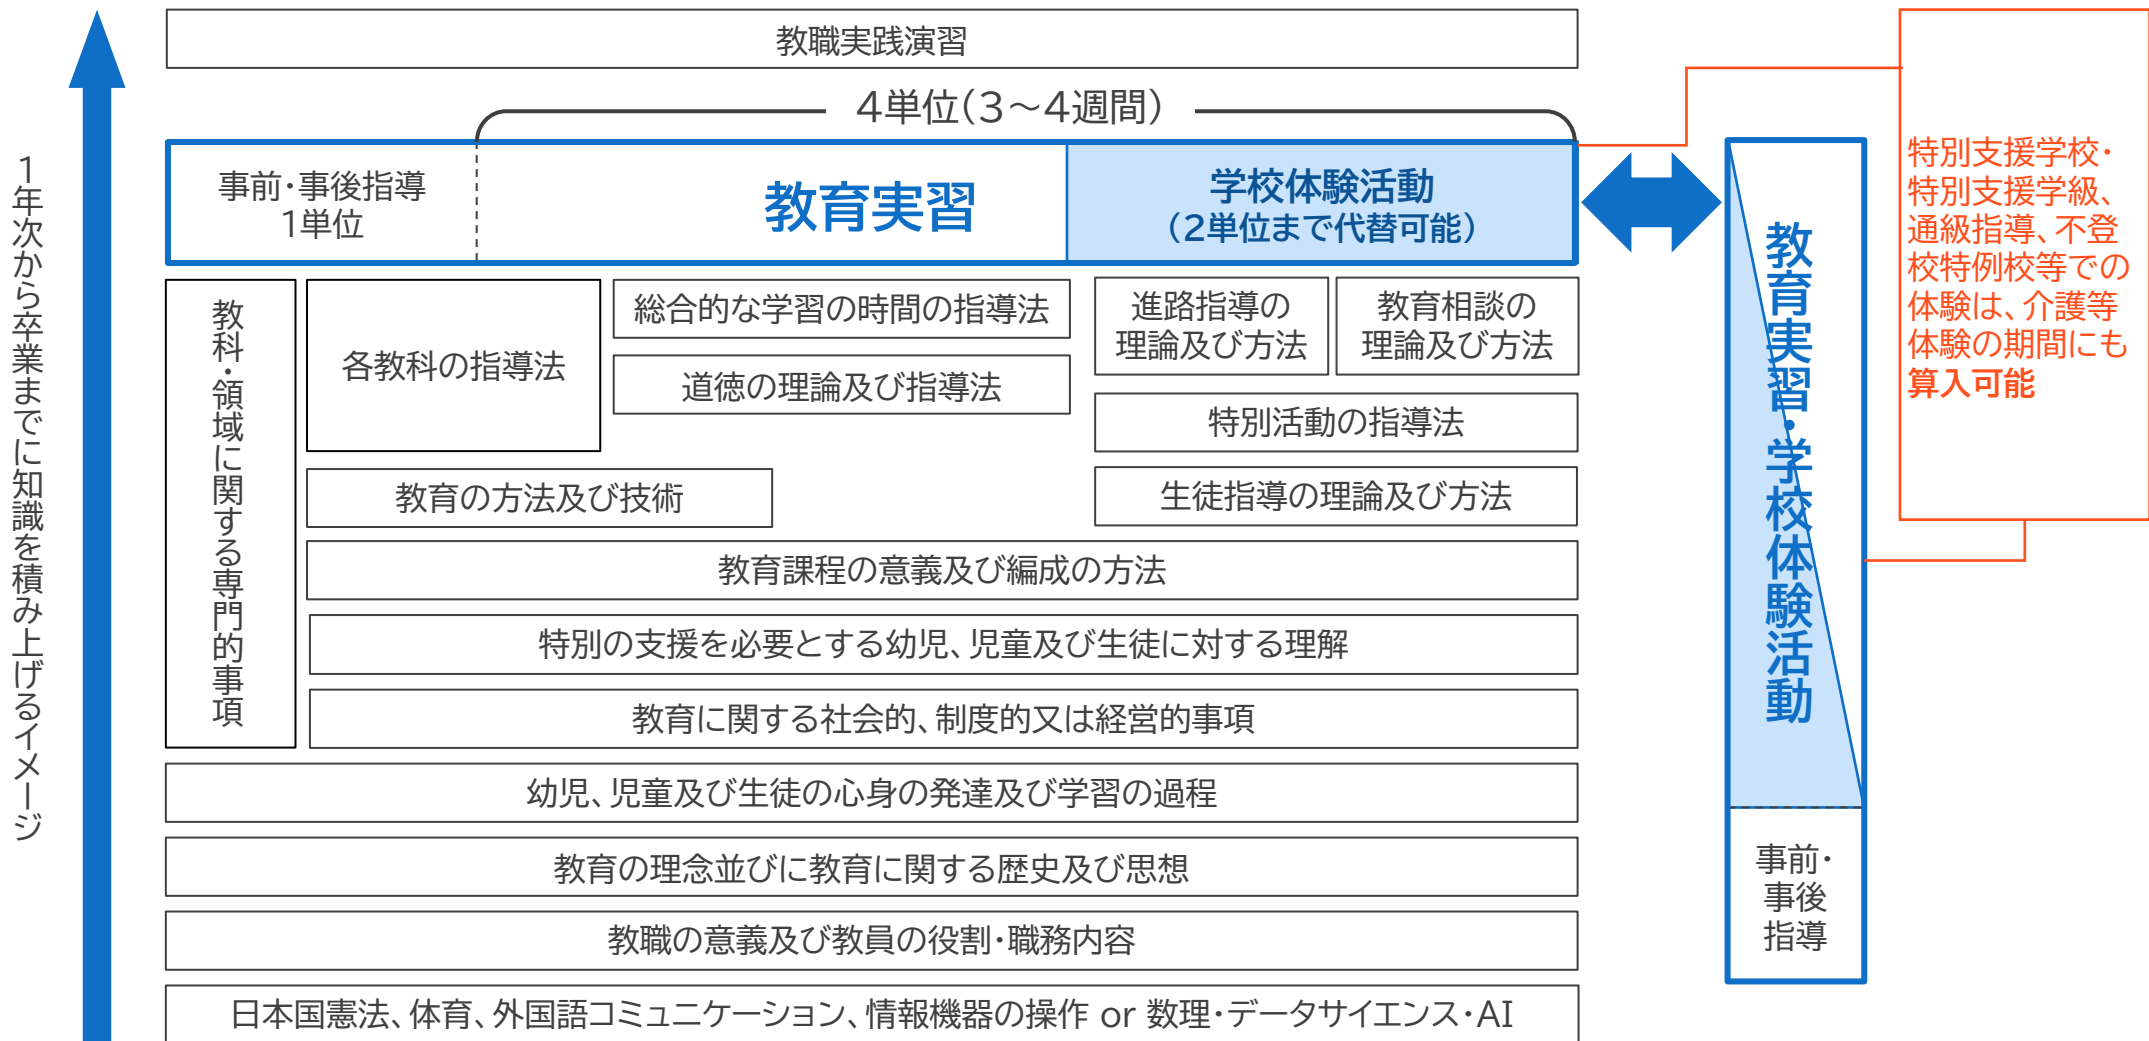 教職実践演習
4単位(3～4週間)
事前・事後指導
1単位
教育実習
学校体験活動
(2単位まで代替可能)
教科・領域に関する専門的事項
各教科の指導法
総合的な学習の時間の指導法
道徳の理論及び指導法
進路指導の
理論及び方法
教育相談の
理論及び方法
特別活動の指導法
教育の方法及び技術
生徒指導の理論及び方法
教育課程の意義及び編成の方法
特別の支援を必要とする幼児、児童及び生徒に対する理解
教育に関する社会的、制度的又は経営的事項
幼児、児童及び生徒の心身の発達及び学習の過程
教育の理念並びに教育に関する歴史及び思想
教職の意義及び教員の役割・職務内容
日本国憲法、体育、外国語コミュニケーション、情報機器の操作 or 数理・データサイエンス・AI
1年次から卒業までに知識を積み上げるイメージ
教育実習・学校体験活動
事前・
事後
指導
特別支援学校・
特別支援学級、
通級指導、不登
校特例校等での
体験は、介護等
体験の期間にも
算入可能